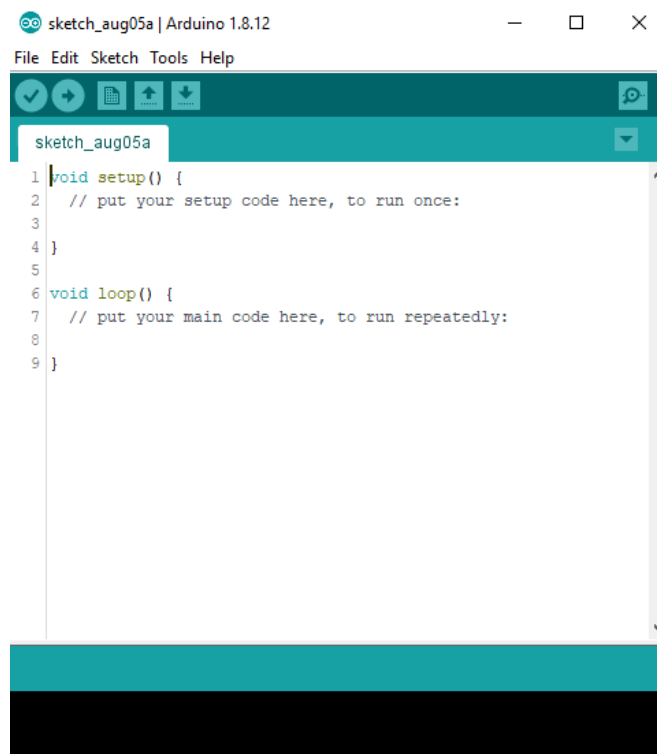 sketch_aug05a | Arduino 1.8.12
File Edit Sketch Tools Help
sketch_aug05a
1 void setup() {
2   // put your setup code here, to run once:
3
4 }
5
6 void loop() {
7   // put your main code here, to run repeatedly:
8
9 }